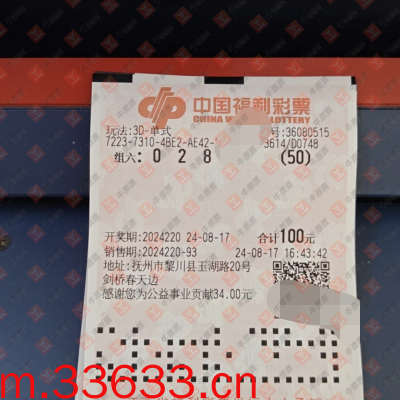 中国福利彩票
CHINA W LOTTERY
玩法:3D-单式 号:36080515
7223-7310-4BE2-AE42- 3614/D0748
组六: 0 2 8 (50)
开奖期:2024220 24-08-17 合计100元
销售期:2024220-93 24-08-17 16:43:42
地址:抚州市黎川县玉湖路20号
剑桥春天边
感谢您为公益事业贡献34.00元
m.33633.cn